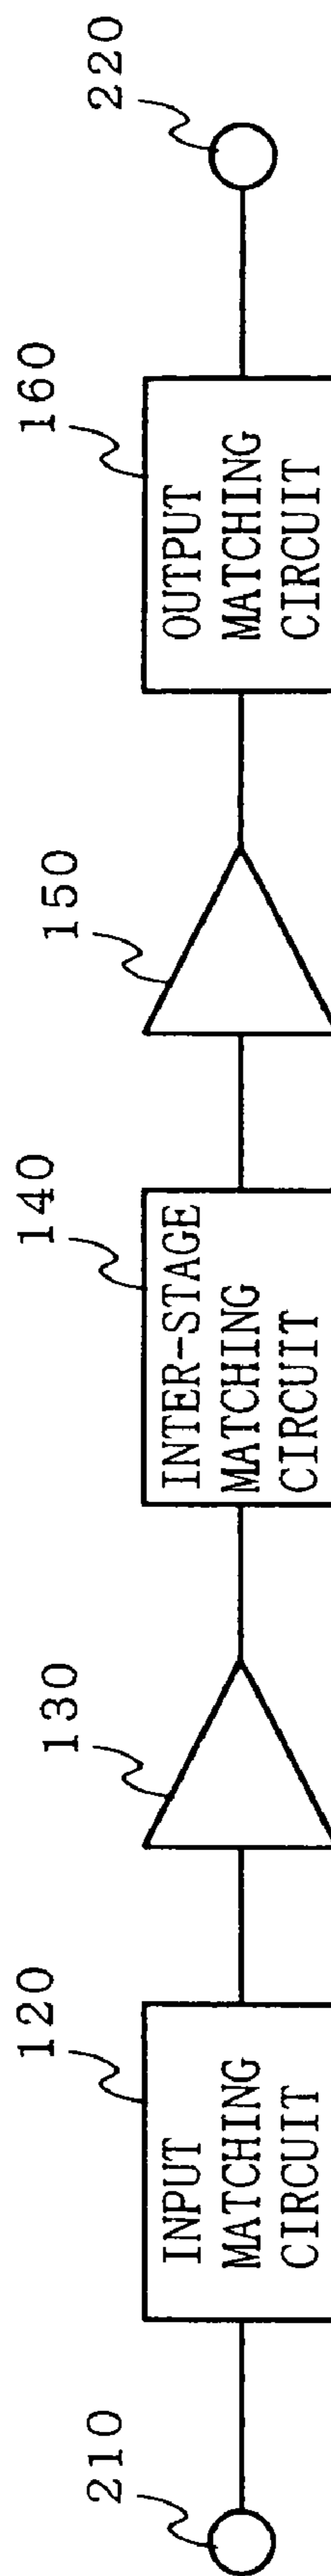 210
120
130
140
150
160
220
INPUT
MATCHING
CIRCUIT
INTER-STAGE
MATCHING
CIRCUIT
OUTPUT
MATCHING
CIRCUIT